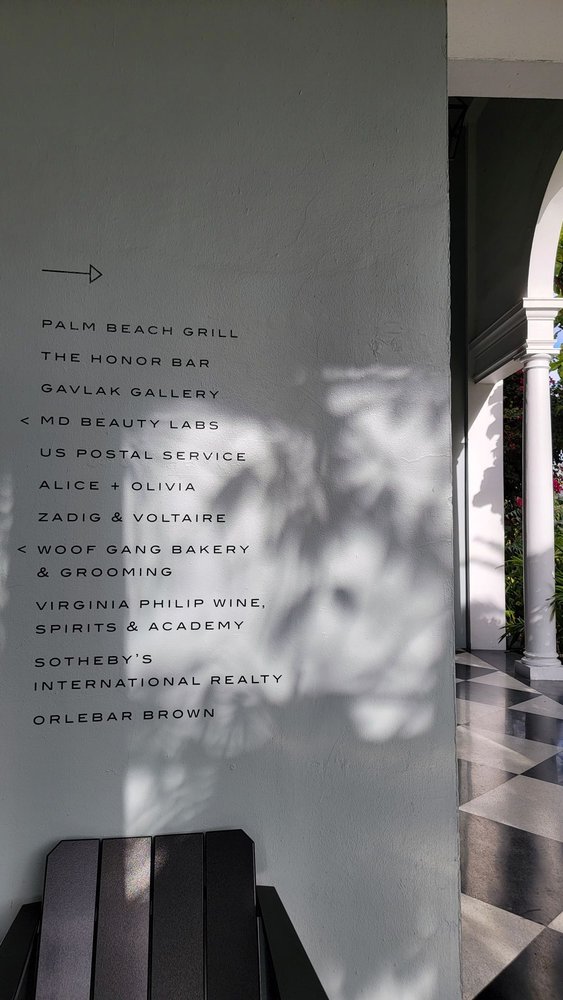 PALM BEACH GRILL
THE HONOR BAR
GAVLAK GALLERY
< MD BEAUTY LABS
US POSTAL SERVICE
ALICE + OLIVIA
ZADIG & VOLTAIRE
< WOOF GANG BAKERY
& GROOMING
VIRGINIA PHILIP WINE,
SPIRITS & ACADEMY
SOTHEBY'S
INTERNATIONAL REALTY
ORLEBAR BROWN